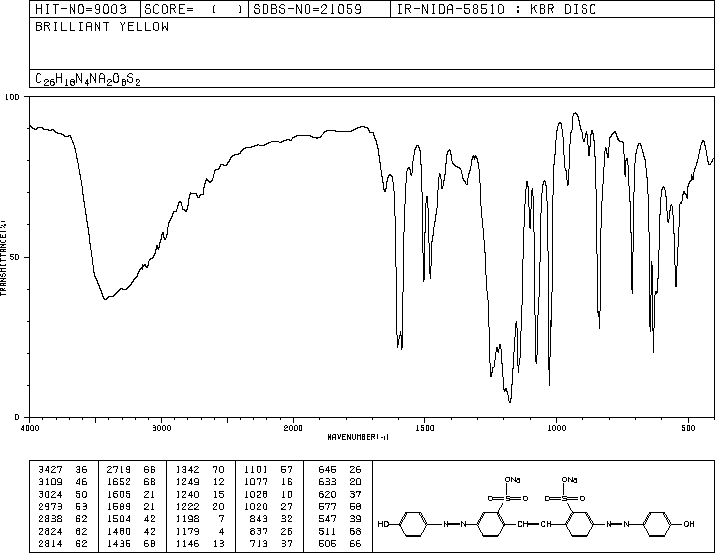 HIT-NO=9003 SCORE= ( ) SDBS-NO=21059 IR-NIDA-58510 : KBR DISC
BRILLIANT YELLOW
C26H18N4NA2O8S2
100
50
0
TRANSMITTANCE(%)
4000 3000 2000 1500 1000 500
WAVENUMBER(-1)
3427 36 2719 66 1342 70 1101 57 646 26
3109 46 1652 68 1249 12 1077 16 633 20
3024 50 1605 21 1240 15 1028 10 620 37
2973 53 1589 21 1222 20 1020 27 577 58
2838 62 1504 42 1198 7 843 32 547 39
2824 62 1480 42 1179 4 837 26 511 58
2814 62 1436 68 1146 13 713 37 505 66
ONa ONa
O=S=O O=S=O
HO N=N C=C N=N OH